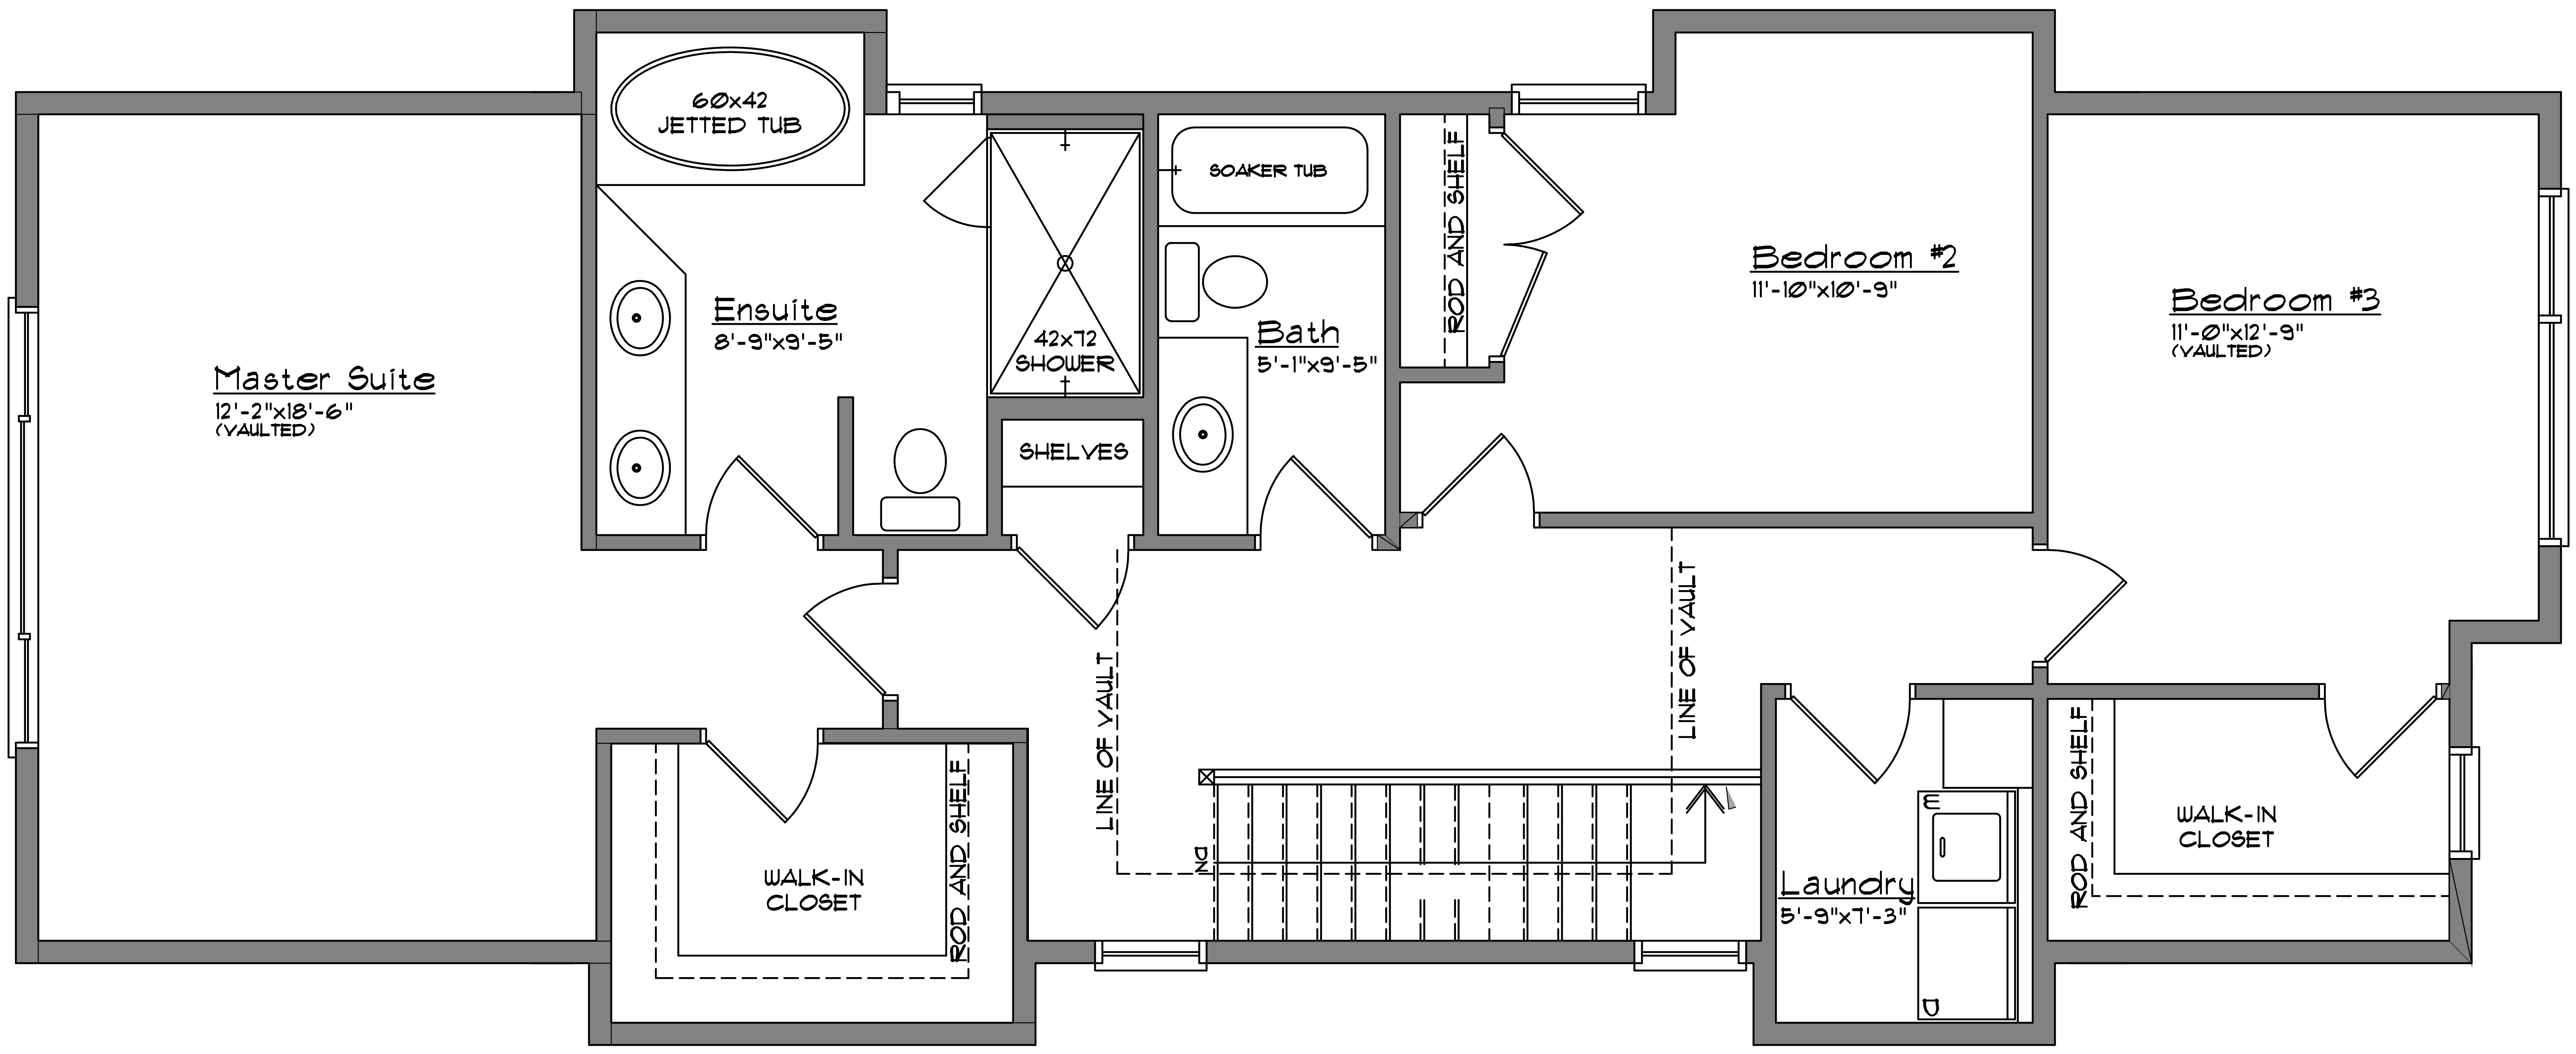 60x42
JETTED TUB
SOAKER TUB
ROD AND SHELF
Bedroom #2
11'-10"x10'-9"
Bedroom #3
11'-0"x12'-9"
(VAULTED)
Ensuite
8'-9"x9'-5"
42x72
SHOWER
Bath
5'-1"x9'-5"
Master Suite
12'-2"x18'-6"
(VAULTED)
SHELVES
LINE OF VAULT
LINE OF VAULT
ROD AND SHELF
WALK-IN
CLOSET
ROD AND SHELF
WALK-IN
CLOSET
DN
W
Laundry
5'-9"x7'-3"
D